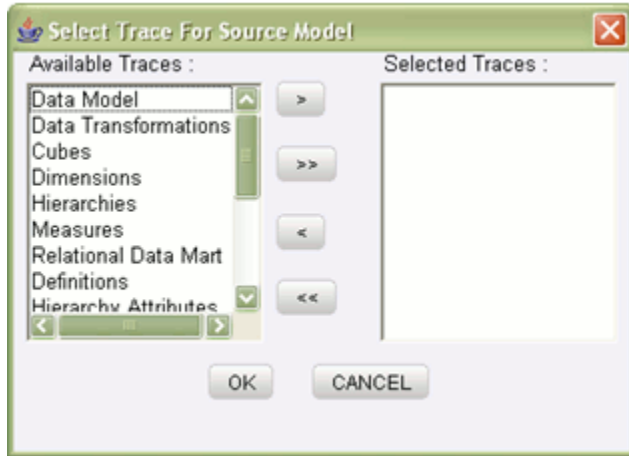 Select Trace For Source Model
Available Traces :
Selected Traces :
Data Model
Data Transformations
Cubes
Dimensions
Hierarchies
Measures
Relational Data Mart
Definitions
Hierarchy Attributes
>
>>
<
<<
OK
CANCEL